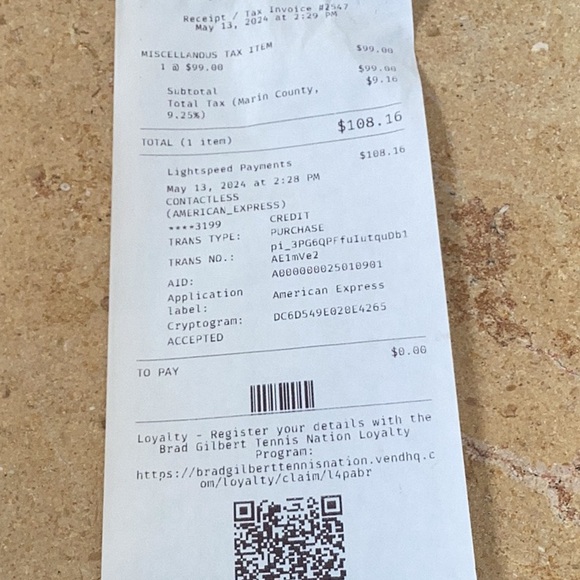 Receipt / Tax Invoice #2547
May 13, 2024 at 2:29 PM
MISCELLANOUS TAX ITEM $99.00
1 @ $99.00
Subtotal $99.00
Total Tax (Marin County, $9.16
9.25%)
TOTAL (1 item) $108.16
Lightspeed Payments $108.16
May 13, 2024 at 2:28 PM
CONTACTLESS
(AMERICAN_EXPRESS)
****3199 CREDIT
TRANS TYPE: PURCHASE
TRANS NO.: pi_3PG6QPFfuIutquDb1
AE1mVe2
AID: A000000025010901
Application American Express
label:
Cryptogram: DC6D549E020E4265
ACCEPTED
TO PAY $0.00
Loyalty - Register your details with the
Brad Gilbert Tennis Nation Loyalty
Program:
https://bradgilberttennisnation.vendhq.c
om/loyalty/claim/l4pabr